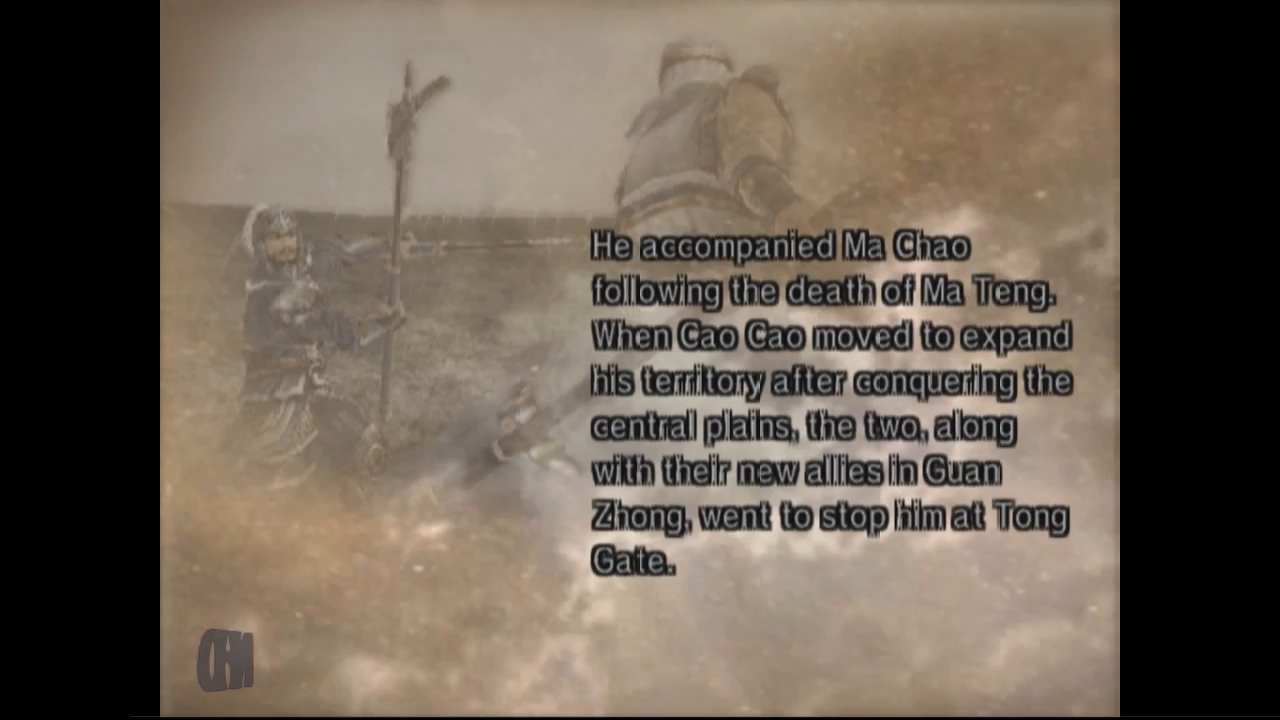 He accompanied Ma Chao
following the death of Ma Teng.
When Cao Cao moved to expand
his territory after conquering the
central plains, the two, along
with their new allies in Guan
Zhong, went to stop him at Tong
Gate.